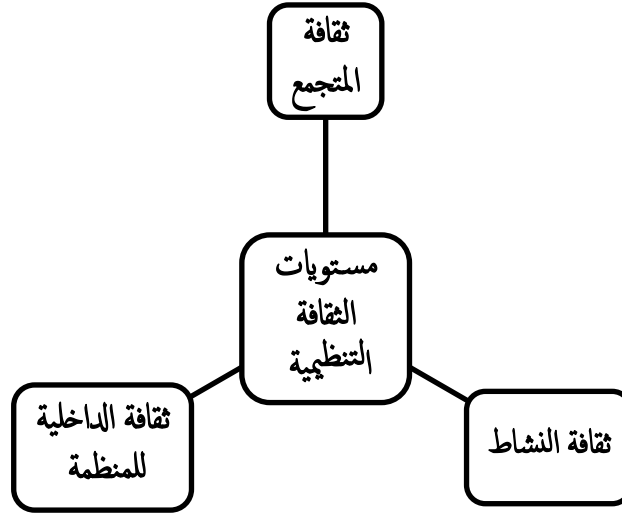 ثقافة
المتجمع
مستويات
الثقافة
التنظيمية
ثقافة النشاط
ثقافة الداخلية
للمنظمة